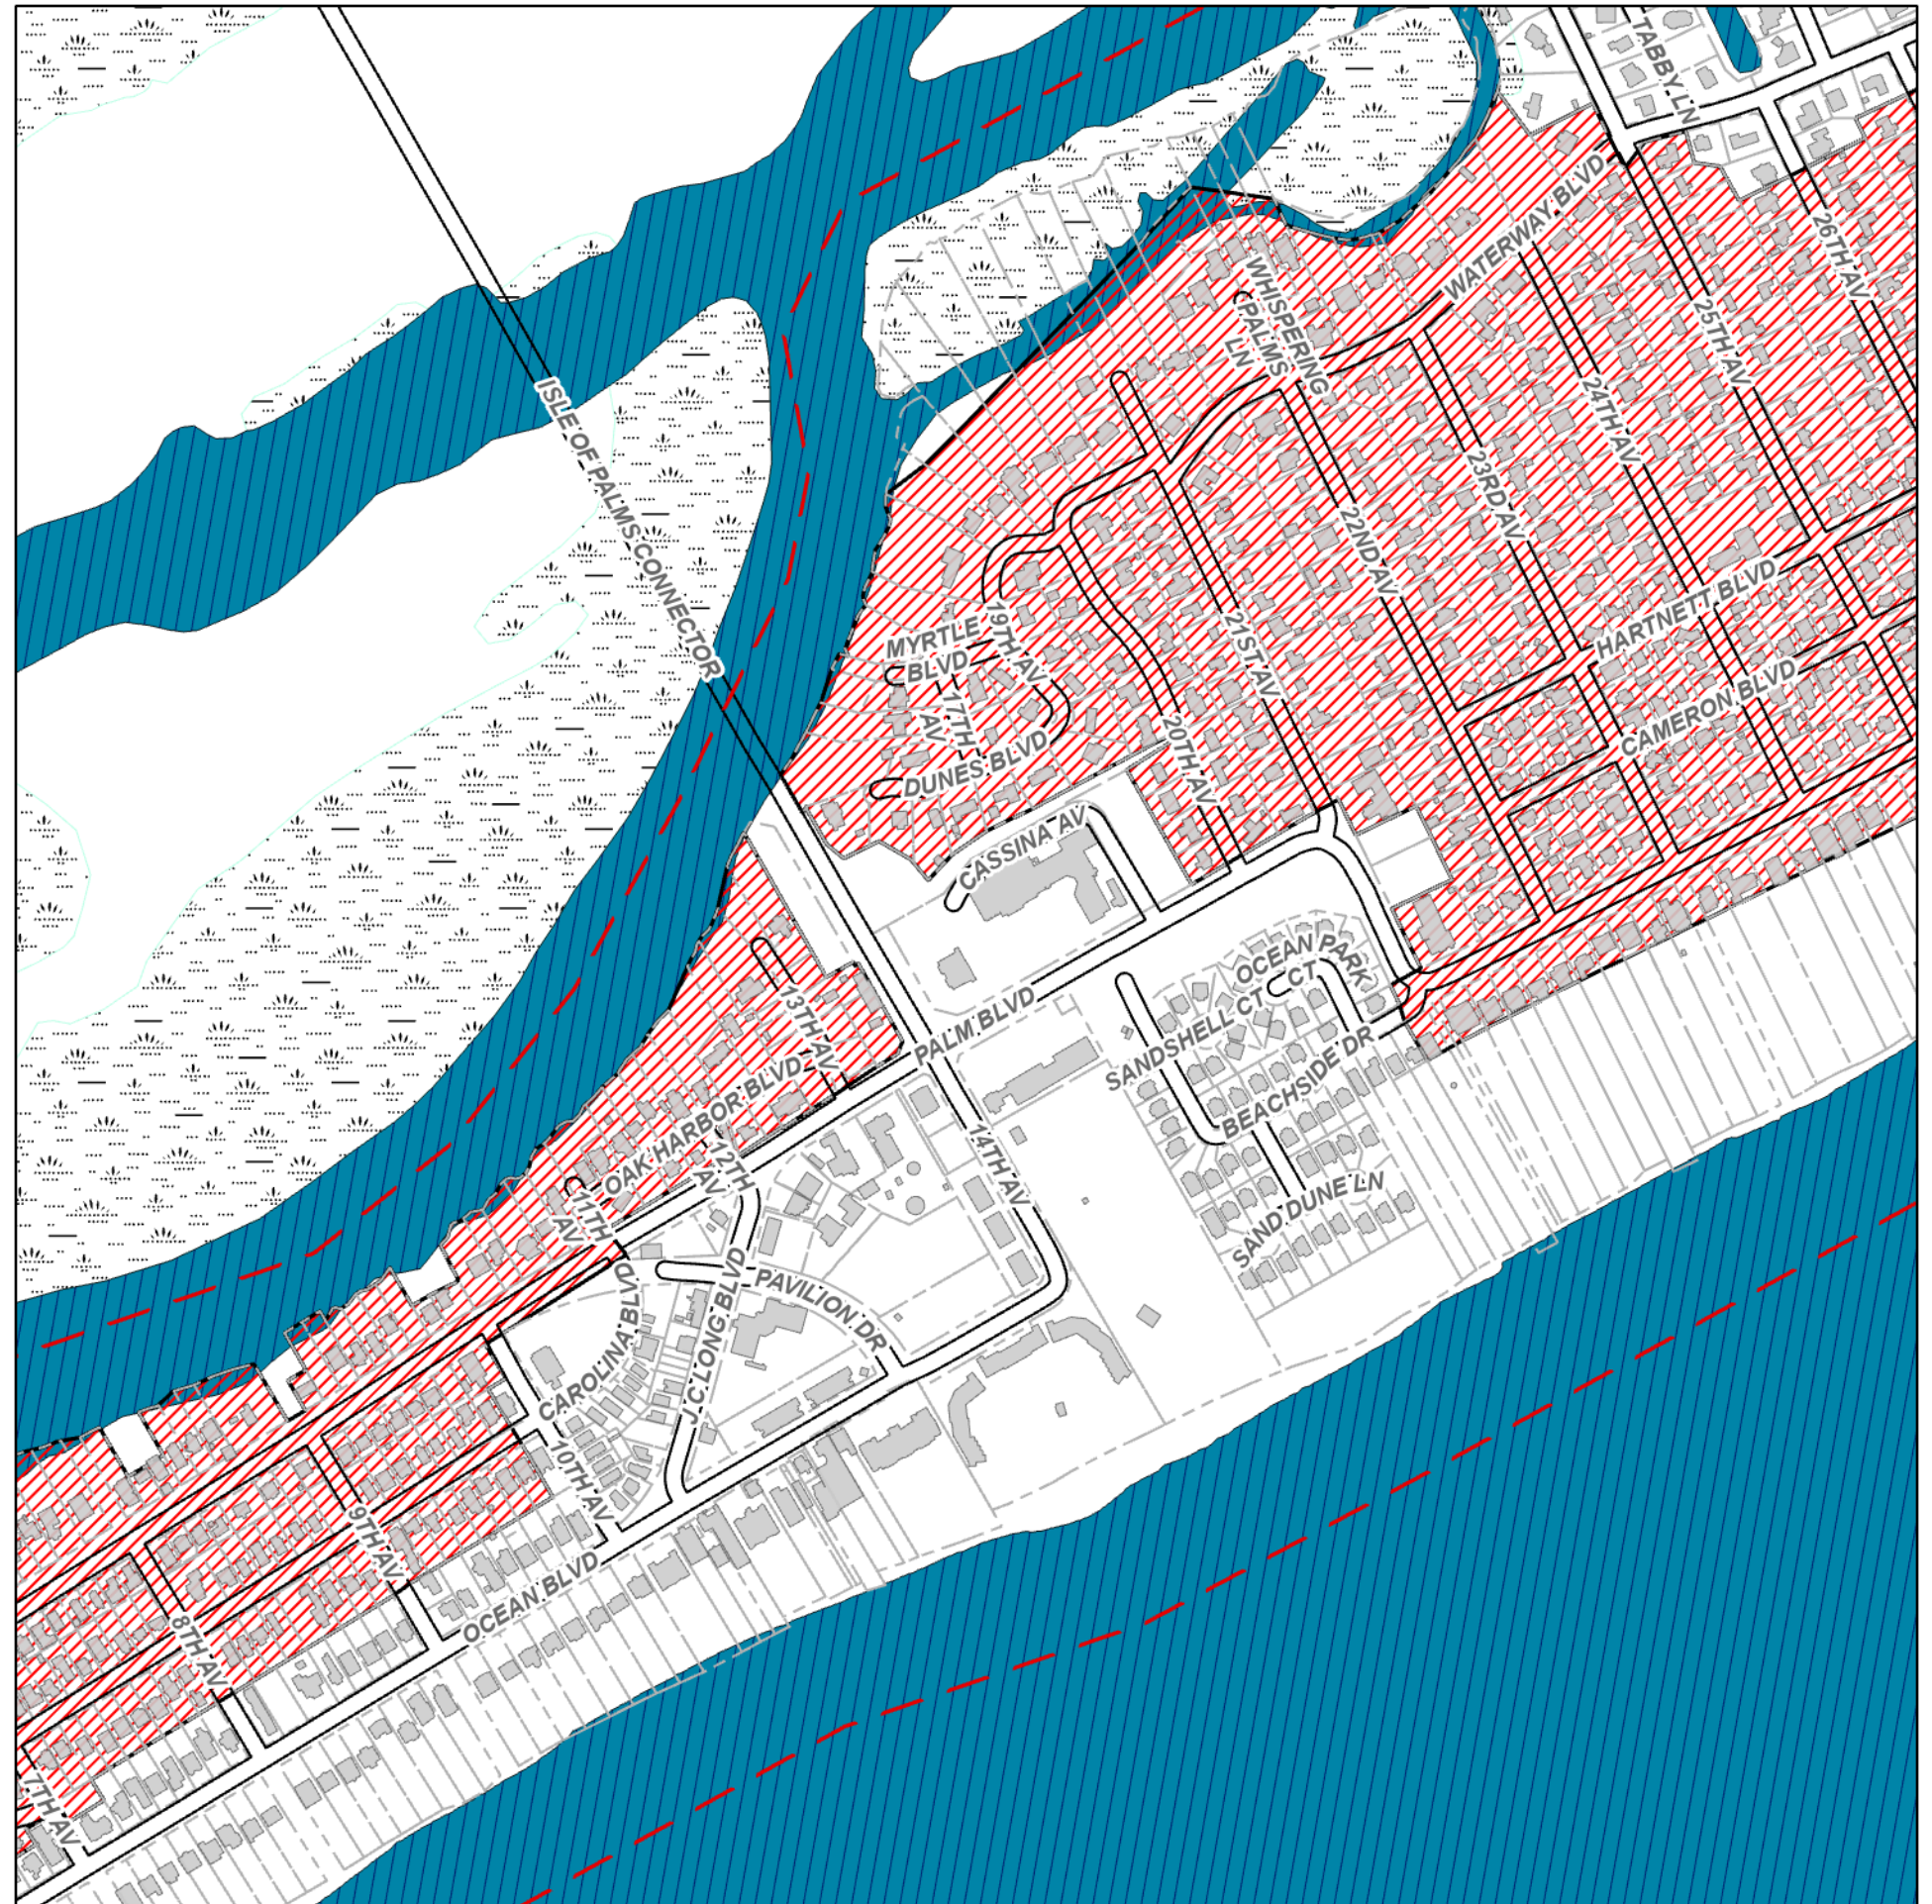 TABBY LN
WATERWAY BLVD
26TH AV
WHISPERING
PALMS
LN
25TH AV
24TH AV
ISLE OF PALMS CONNECTOR
23RD AV
22ND AV
HARTNETT BLVD
MYRTLE
BLVD
19TH AV
21ST AV
17TH
AV
CAMERON BLVD
20TH AV
DUNES BLVD
CASSINA AV
OCEAN PARK
CT
SANDSHELL CT
13TH AV
PALM BLVD
BEACHSIDE DR
OAK HARBOR BLVD
14TH AV
12TH
AV
11TH
AV
SAND DUNE LN
CAROLINA BLVD
J C LONG BLVD
PAVILION DR
10TH AV
9TH AV
OCEAN BLVD
8TH AV
7TH AV